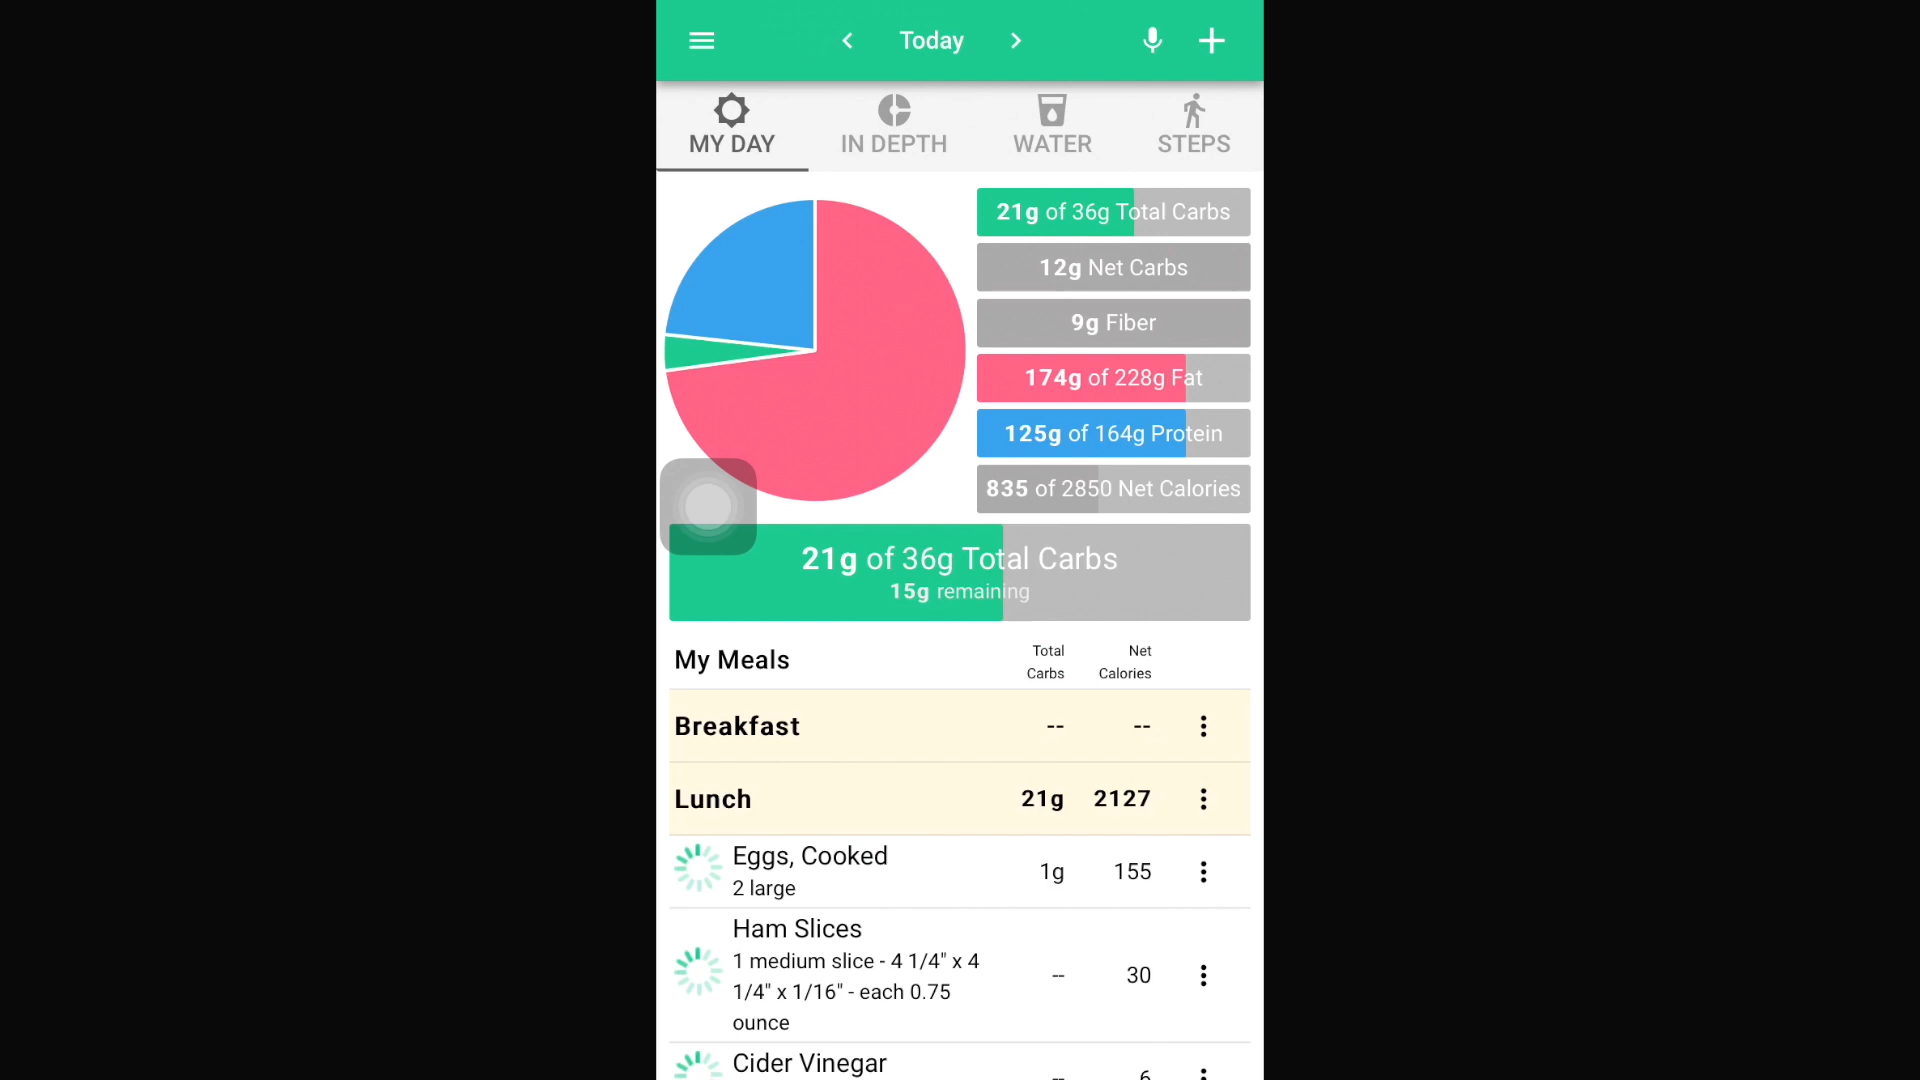 Today
MY DAY
IN DEPTH
WATER
STEPS
21g of 36g Total Carbs
12g Net Carbs
9g Fiber
174g of 228g Fat
125g of 164g Protein
835 of 2850 Net Calories
21g of 36g Total Carbs
15g remaining
My Meals
Total
Carbs
Net
Calories
Breakfast -- --
Lunch 21g 2127
Eggs, Cooked
2 large
1g 155
Ham Slices
1 medium slice - 4 1/4" x 4
1/4" x 1/16" - each 0.75
ounce
-- 30
Cider Vinegar
-- 6